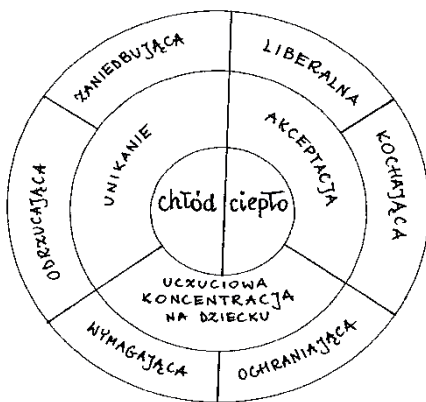 ZANIEDBUJĄCA
LIBERALNA
ODRZUCAJĄCA
UNIKANIE
AKCEPTACJA
KOCHAJĄCA
chłód ciepło
UCZUCIOWA
KONCENTRACJA
NA DZIECKU
WYMAGAJĄCA
OCHRANIAJĄCA